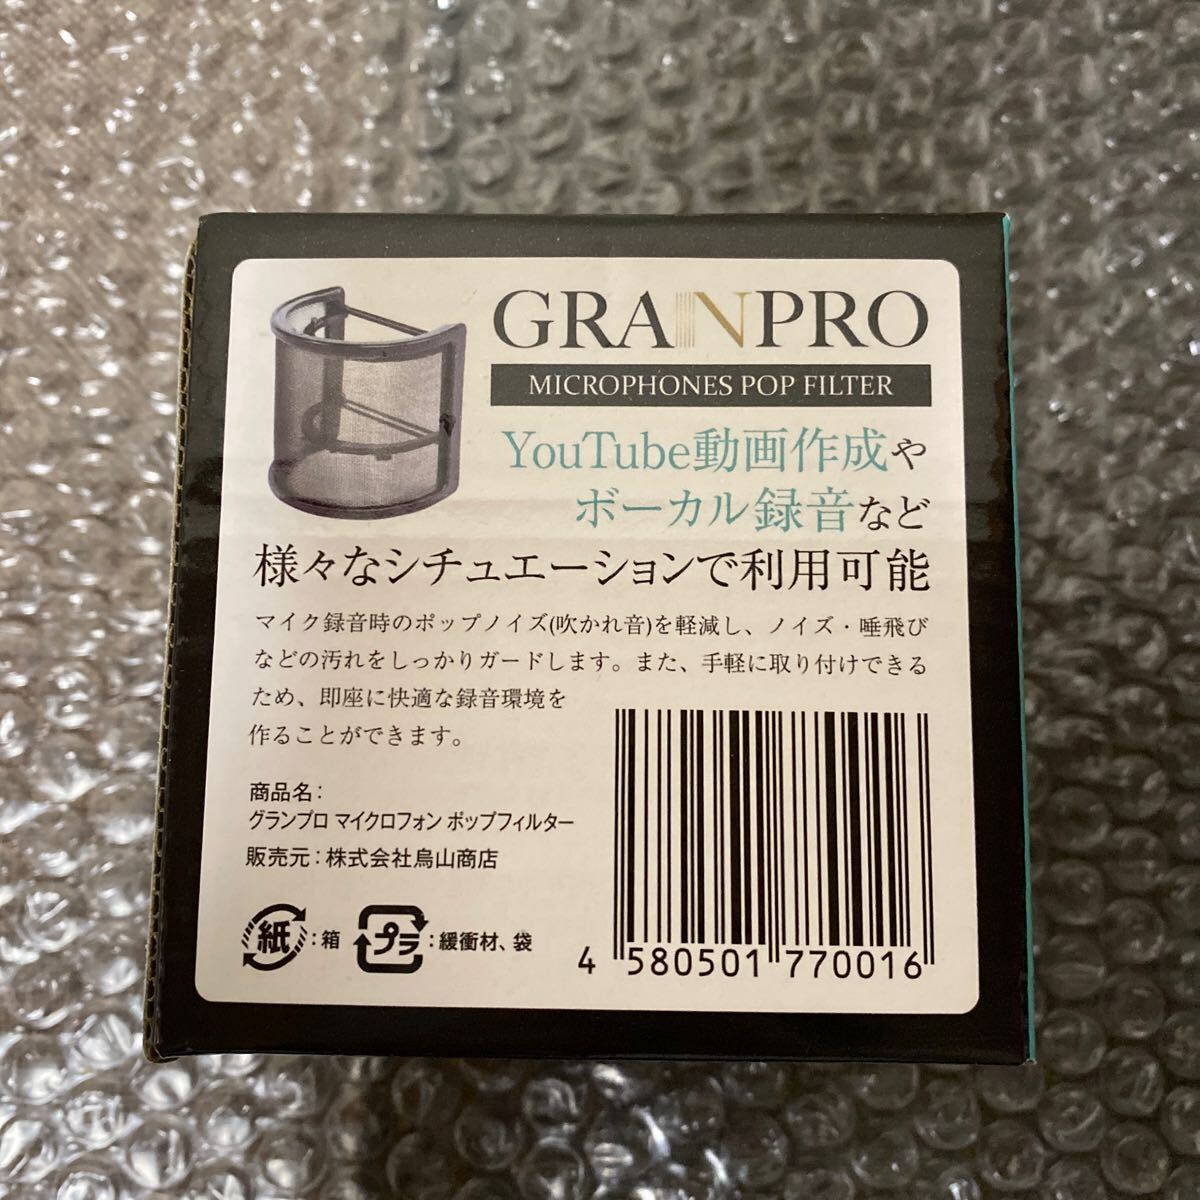 GRANPRO
MICROPHONES POP FILTER
YouTube動画作成や
ボーカル録音など
様々なシチュエーションで利用可能
マイク録音時のポップノイズ(吹かれ音)を軽減し、ノイズ・唾飛び
などの汚れをしっかりガードします。また、手軽に取り付けできる
ため、即座に快適な録音環境を
作ることができます。
商品名：
グランプロ マイクロフォン ポップフィルター
販売元：株式会社烏山商店
紙：箱
プラ：緩衝材、袋
4 580501 770016